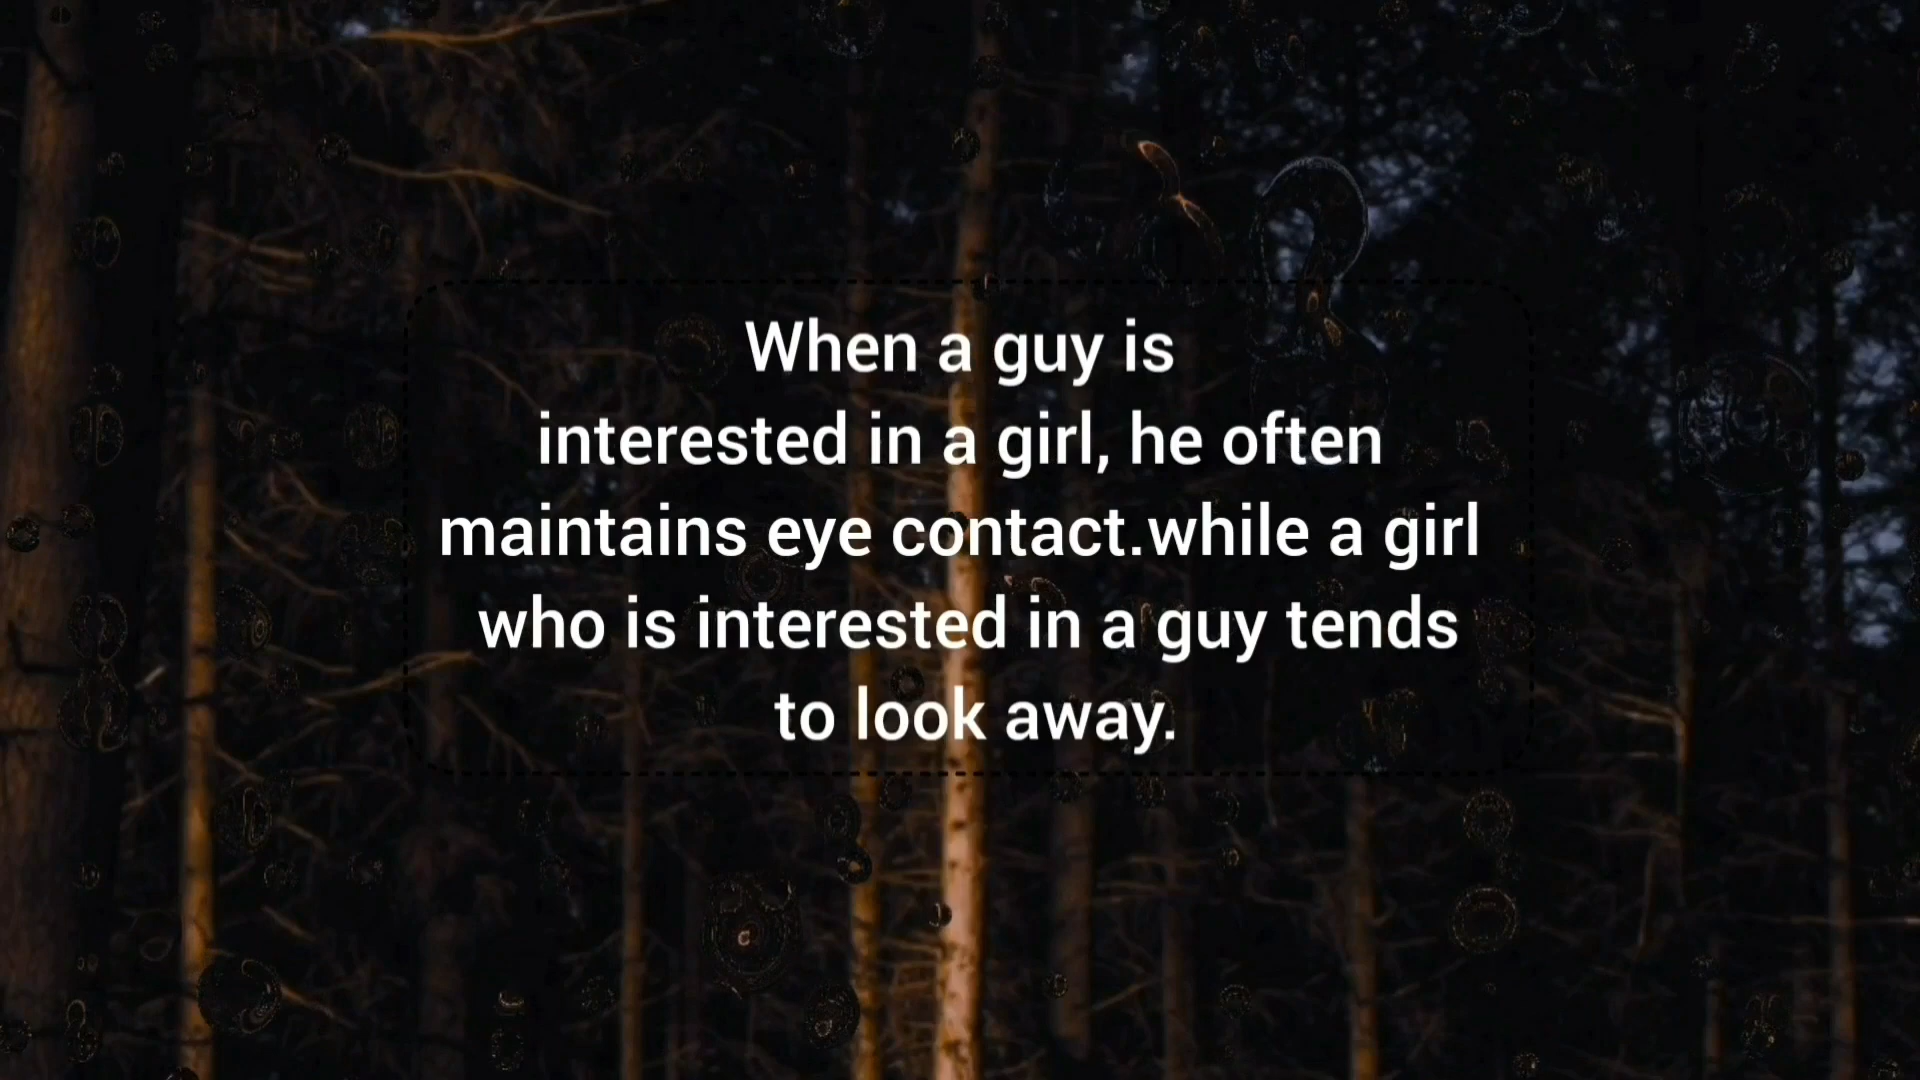 When a guy is
interested in a girl, he often
maintains eye contact.while a girl
who is interested in a guy tends
to look away.